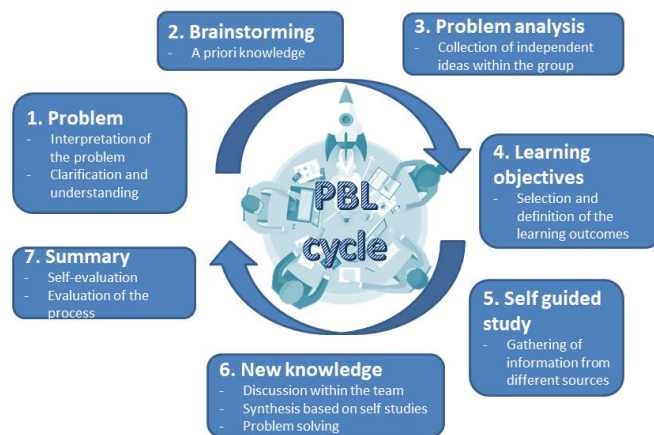 1. Problem
- Interpretation of
the problem
- Clarification and
understanding
2. Brainstorming
- A priori knowledge
3. Problem analysis
- Collection of independent
ideas within the group
4. Learning
objectives
- Selection and
definition of the
learning outcomes
5. Self guided
study
- Gathering of
information from
different sources
6. New knowledge
- Discussion within the team
- Synthesis based on self studies
- Problem solving
7. Summary
- Self-evaluation
- Evaluation of the
process
PBL
cycle